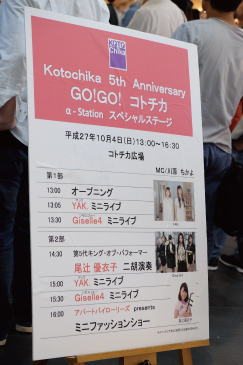 Koto Chika
Kotochika 5th Anniversary
GO!GO! コトチカ
α-Station スペシャルステージ
平成27年10月4日(日)13:00~16:30
コトチカ広場
第1部
MC/川原 ちかよ
13:00 オープニング
13:05 YAK. ミニライブ
13:30 Giselle4 ミニライブ
第2部
14:30 第5代キング・オブ・パフォーマー
尾辻 優衣子 二胡演奏
15:00 YAK. ミニライブ
15:30 Giselle4 ミニライブ
16:00 アパートバイローリーズ presents
ミニファッションショー